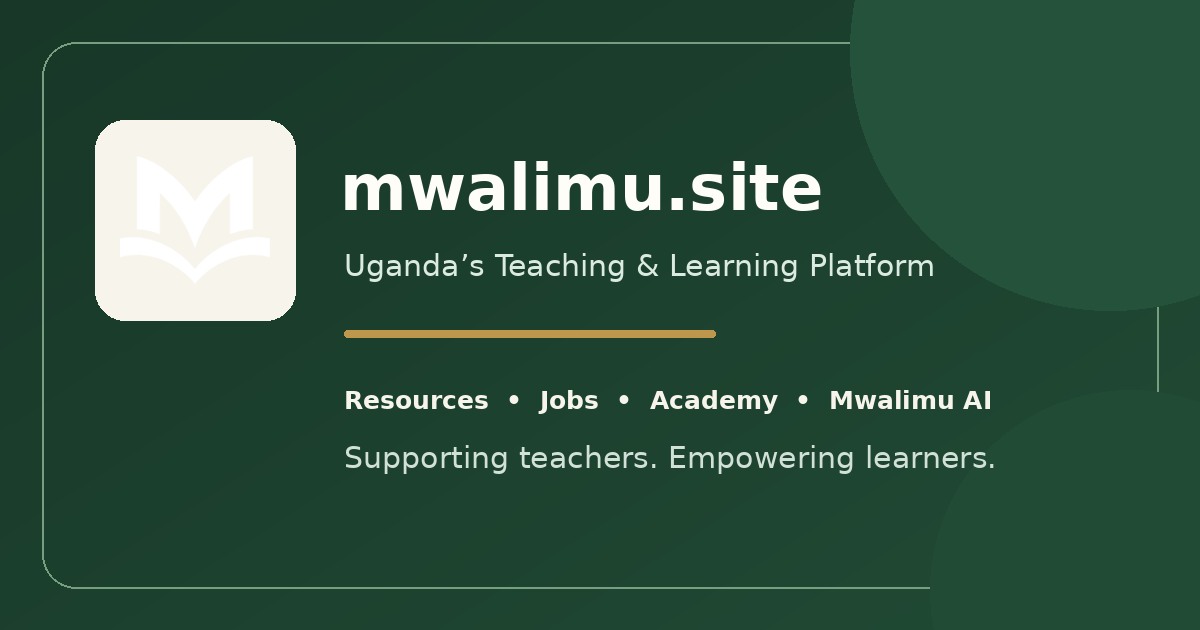 mwalimu.site
Uganda’s Teaching & Learning Platform
Resources • Jobs • Academy • Mwalimu AI
Supporting teachers. Empowering learners.